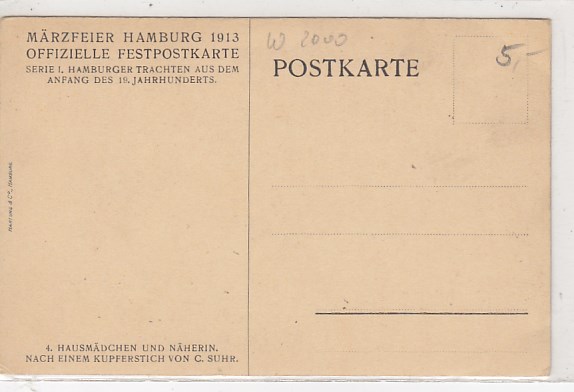 MÄRZFEIER HAMBURG 1913
OFFIZIELLE FESTPOSTKARTE
SERIE 1. HAMBURGER TRACHTEN AUS DEM
ANFANG DES 19. JAHRHUNDERTS.
W 2000
POSTKARTE
5,-
4. HAUSMÄDCHEN UND NÄHERIN.
NACH EINEM KUPFERSTICH VON C. SUHR.